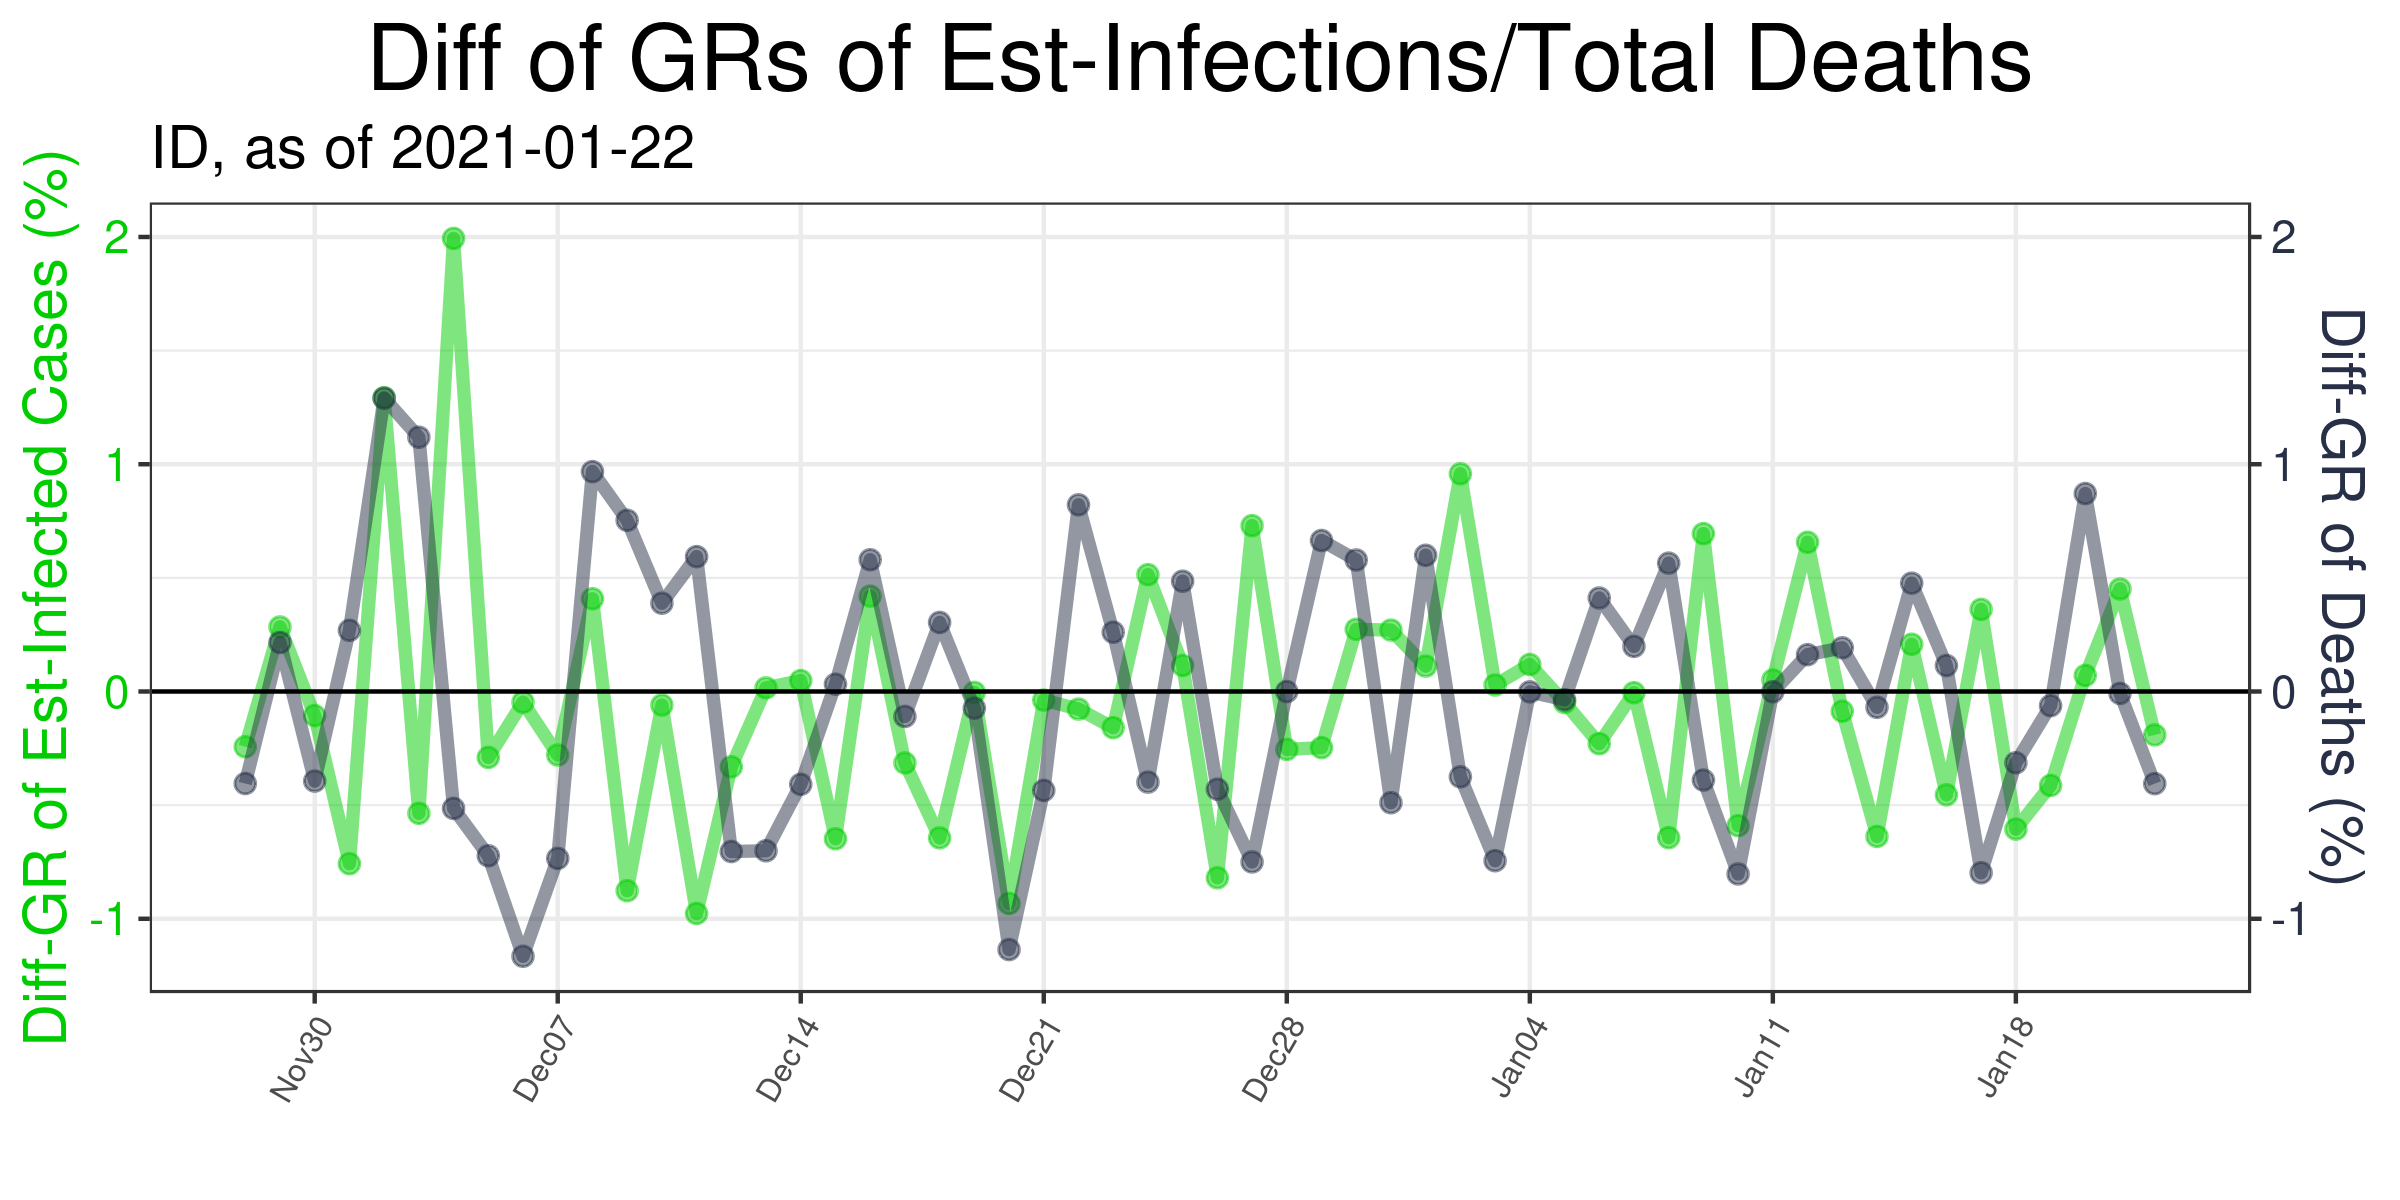 Diff of GRs of Est-Infections/Total Deaths
ID, as of 2021-01-22
Diff-GR of Est-Infected Cases (%)
2
1
0
-1
2
1
0
-1
Diff-GR of Deaths (%)
Nov30
Dec07
Dec14
Dec21
Dec28
Jan04
Jan11
Jan18